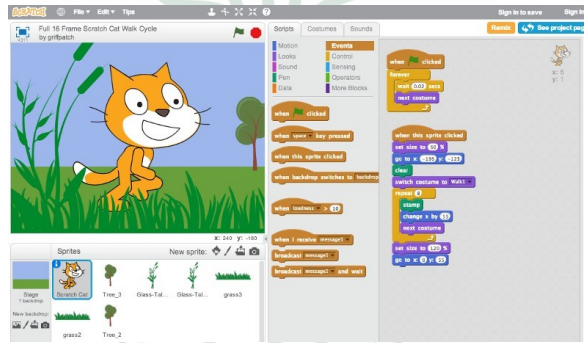 SCRATCH File Edit Tips Sign in to save Sign in
Full 16 Frame Scratch Cat Walk Cycle
by griffpatch
Scripts Costumes Sounds
Remix See project page
Motion Events
Looks Control
Sound Sensing
Pen Operators
Data More Blocks
when clicked
when space key pressed
when this sprite clicked
when backdrop switches to backdrop
when loudness > 10
when I receive message1
broadcast message1
broadcast message1 and wait
when clicked
forever
wait 0.02 secs
next costume
x: 5
y: 1
when this sprite clicked
set size to 50 %
go to x: -195 y: -123
clear
switch costume to Walk1
repeat 8
stamp
change x by 55
next costume
set size to 120 %
go to x: 0 y: 55
X: 240 y: -180
Sprites New sprite:
Stage
1 backdrop
New backdrop:
Scratch Cat Tree_3 Glass-Tal... Glass-Tal... grass3
grass2 Tree_2